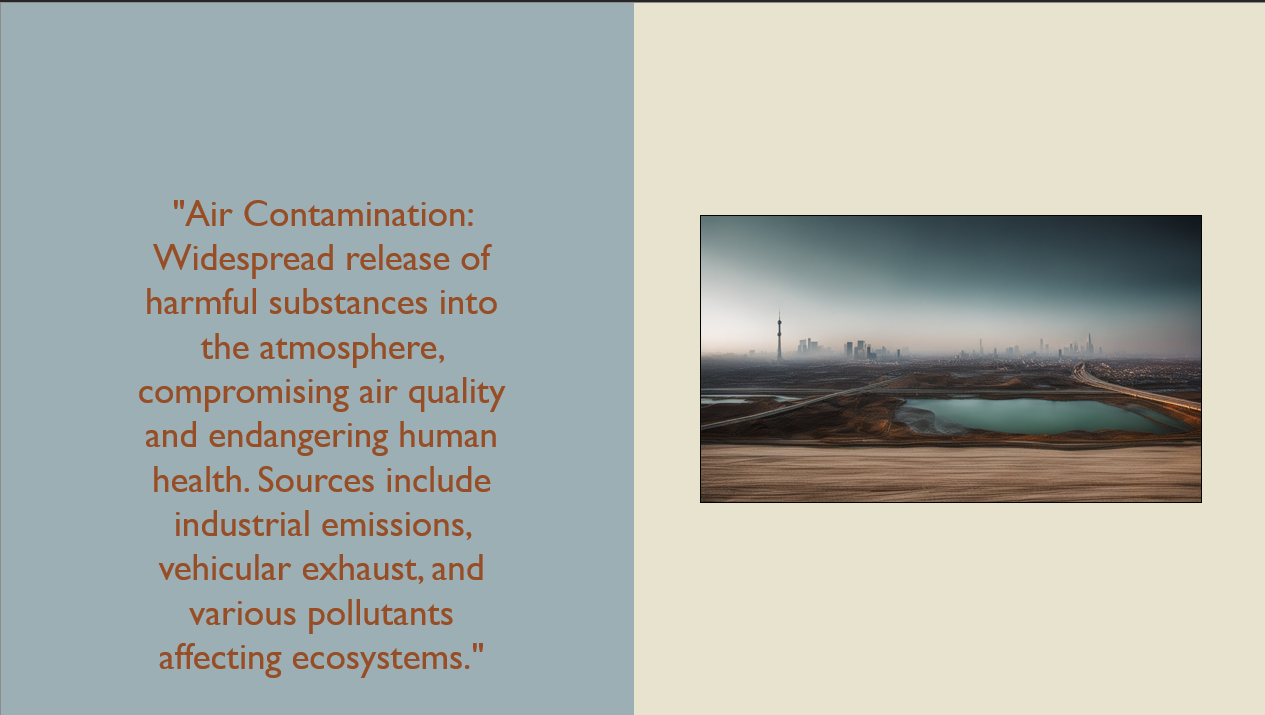 "Air Contamination:
Widespread release of
harmful substances into
the atmosphere,
compromising air quality
and endangering human
health. Sources include
industrial emissions,
vehicular exhaust, and
various pollutants
affecting ecosystems."